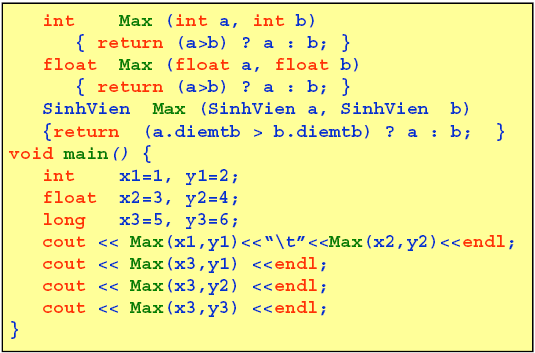 int Max (int a, int b)
{ return (a>b) ? a : b; }
float Max (float a, float b)
{ return (a>b) ? a : b; }
SinhVien Max (SinhVien a, SinhVien b)
{return (a.diemtb > b.diemtb) ? a : b; }
void main() {
int x1=1, y1=2;
float x2=3, y2=4;
long x3=5, y3=6;
cout << Max(x1,y1)<<“\t”<<Max(x2,y2)<<endl;
cout << Max(x3,y1) <<endl;
cout << Max(x3,y2) <<endl;
cout << Max(x3,y3) <<endl;
}